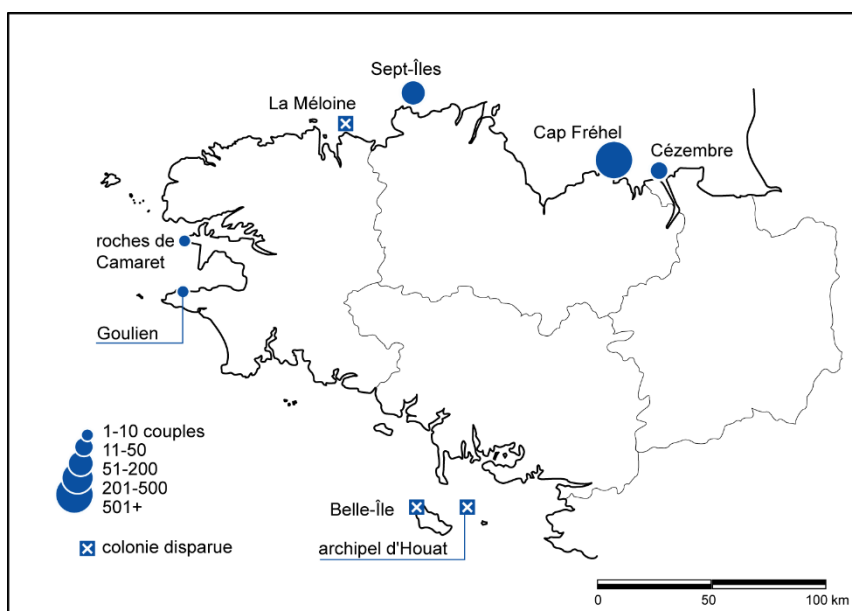 Sept-Îles
La Méloine
Cap Fréhel
Cézembre
roches de
Camaret
Goulien
1-10 couples
11-50
51-200
201-500
501+
colonie disparue
Belle-Île
archipel d'Houat
0 50 100 km